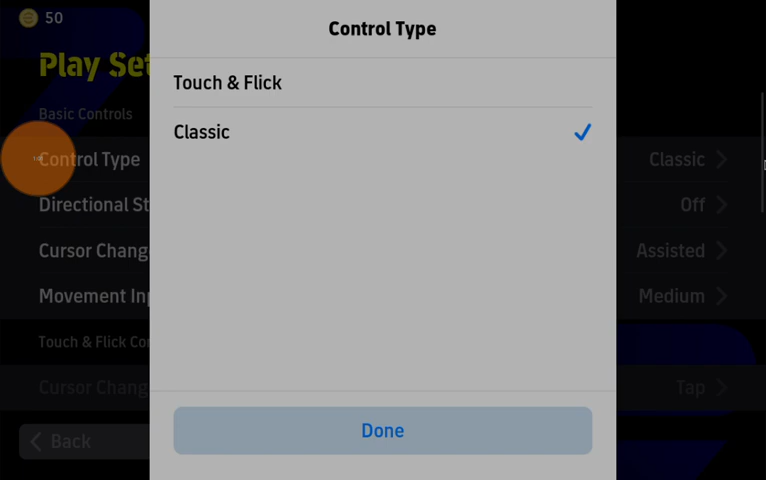 50
Control Type
Play Set
Touch & Flick
Basic Controls
Classic
Control Type
Classic
Directional St
Off
Cursor Chang
Assisted
Movement Inp
Medium
Touch & Flick Con
Cursor Chang
Tap
Done
Back